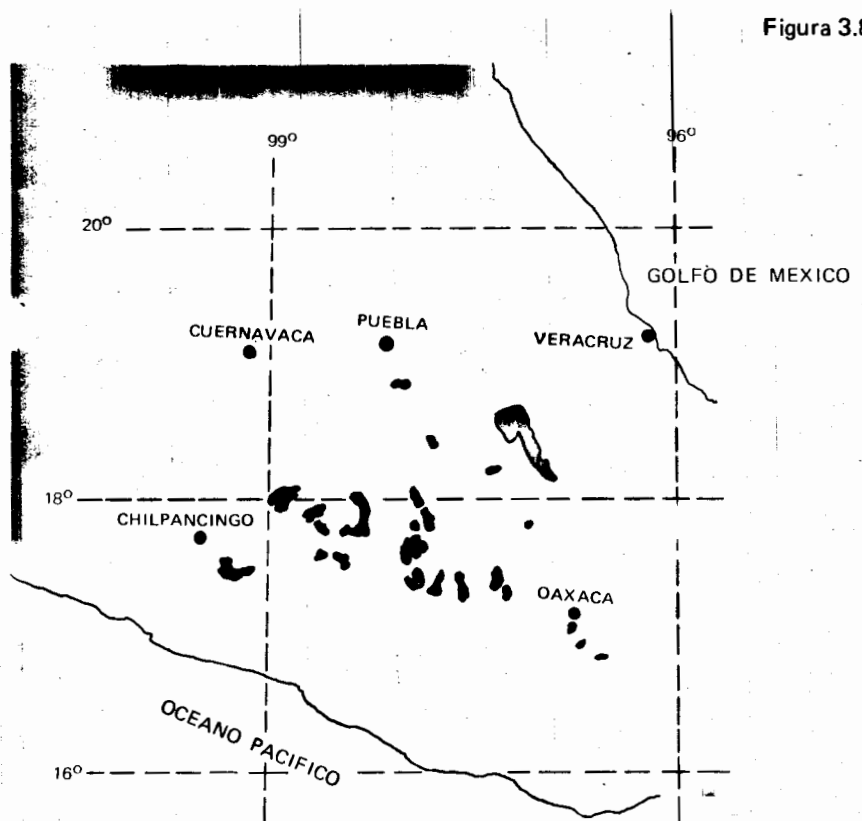 Figura 3.8
99º
96º
20º
GOLFO DE MEXICO
CUERNAVACA
PUEBLA
VERACRUZ
18º
CHILPANCINGO
OAXACA
OCEANO PACIFICO
16º